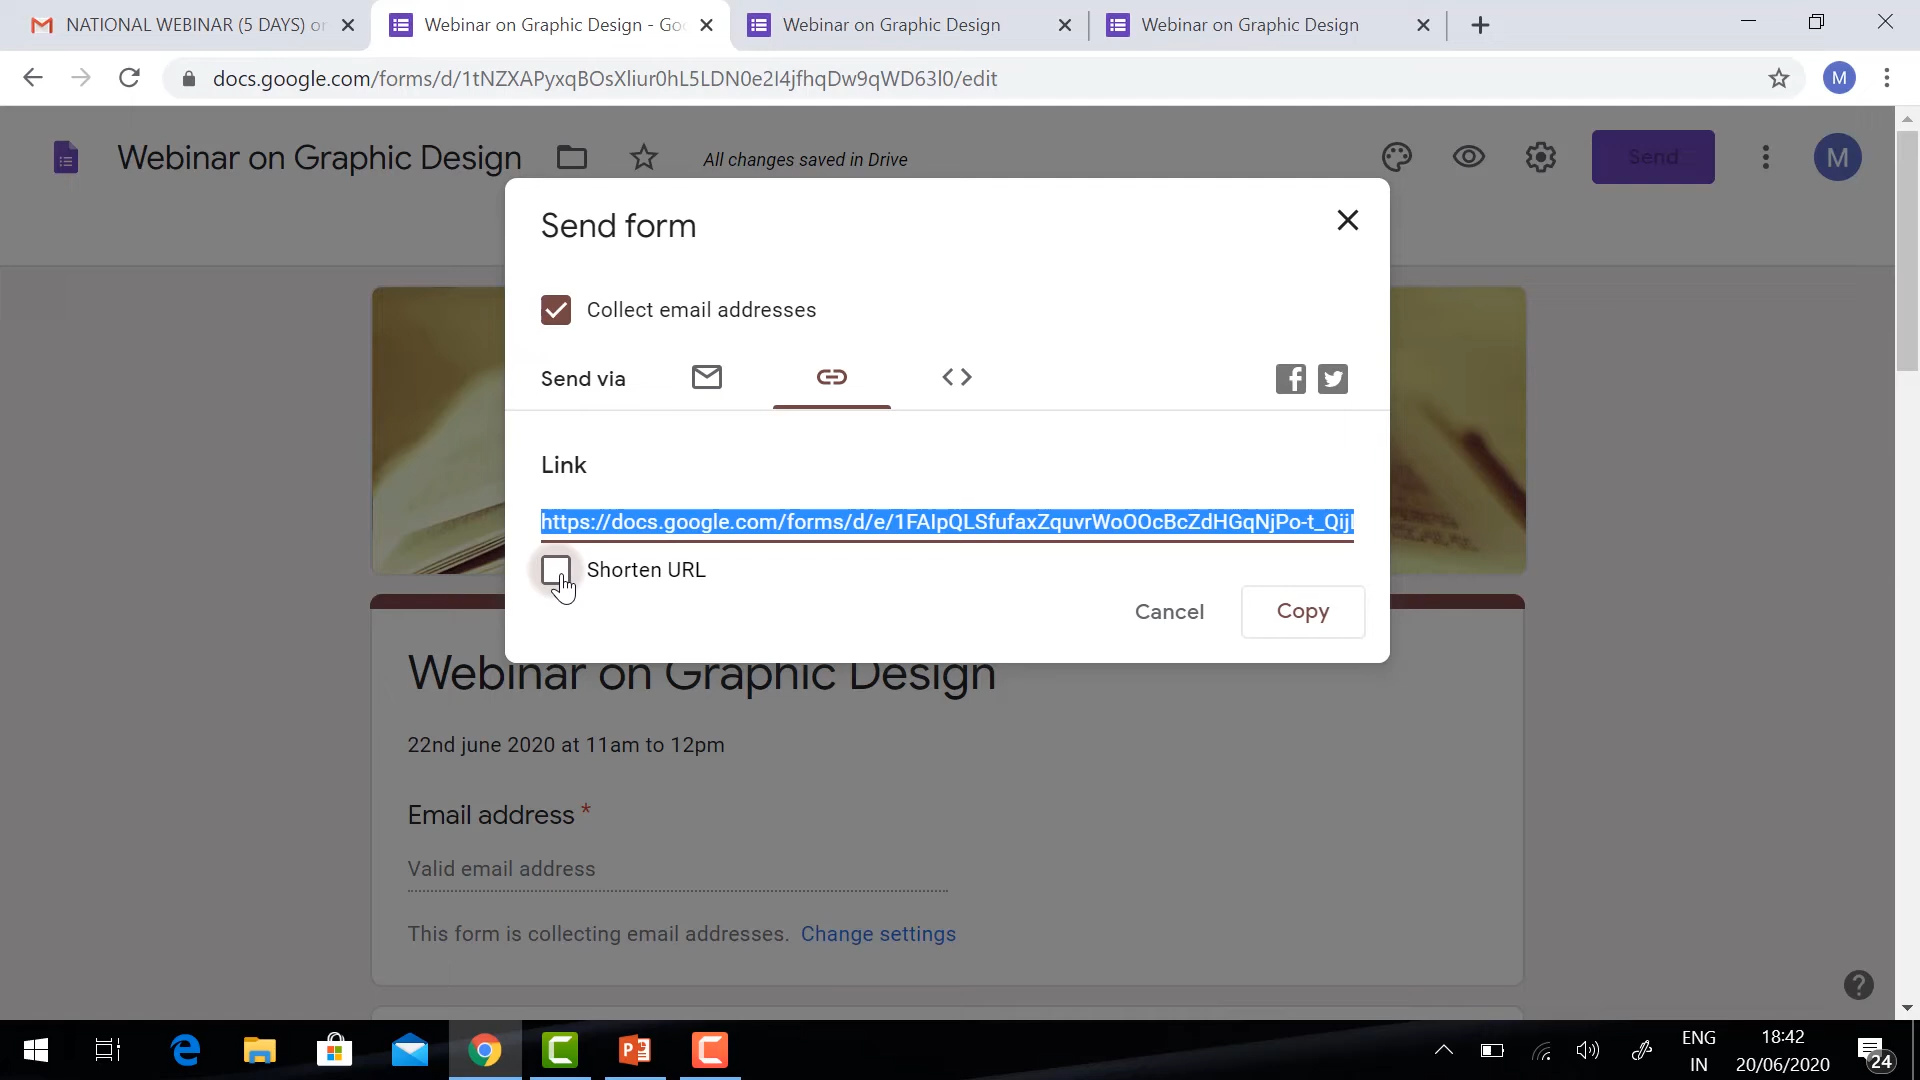 NATIONAL WEBINAR (5 DAYS) or
Webinar on Graphic Design - Goo
Webinar on Graphic Design
Webinar on Graphic Design
docs.google.com/forms/d/1tNZXAPyxqBOsXliur0hL5LDN0e2I4jfhqDw9qWD63l0/edit
M
Webinar on Graphic Design
All changes saved in Drive
Send
M
Send form
Collect email addresses
Send via
Link
https://docs.google.com/forms/d/e/1FAIpQLSfufaxZquvrWoOOcBcZdHGqNjPo-t_Qijl
Shorten URL
Cancel
Copy
Webinar on Graphic Design
22nd june 2020 at 11am to 12pm
Email address *
Valid email address
This form is collecting email addresses. Change settings
ENG
IN
18:42
20/06/2020
24